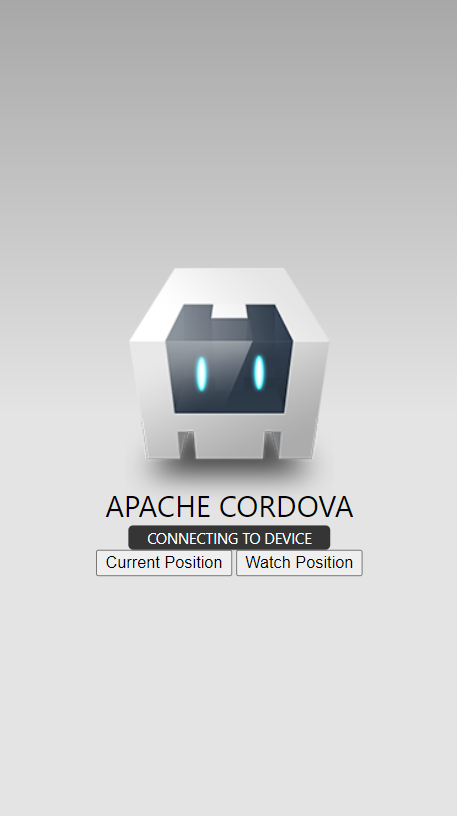 APACHE CORDOVA
CONNECTING TO DEVICE
Current Position Watch Position